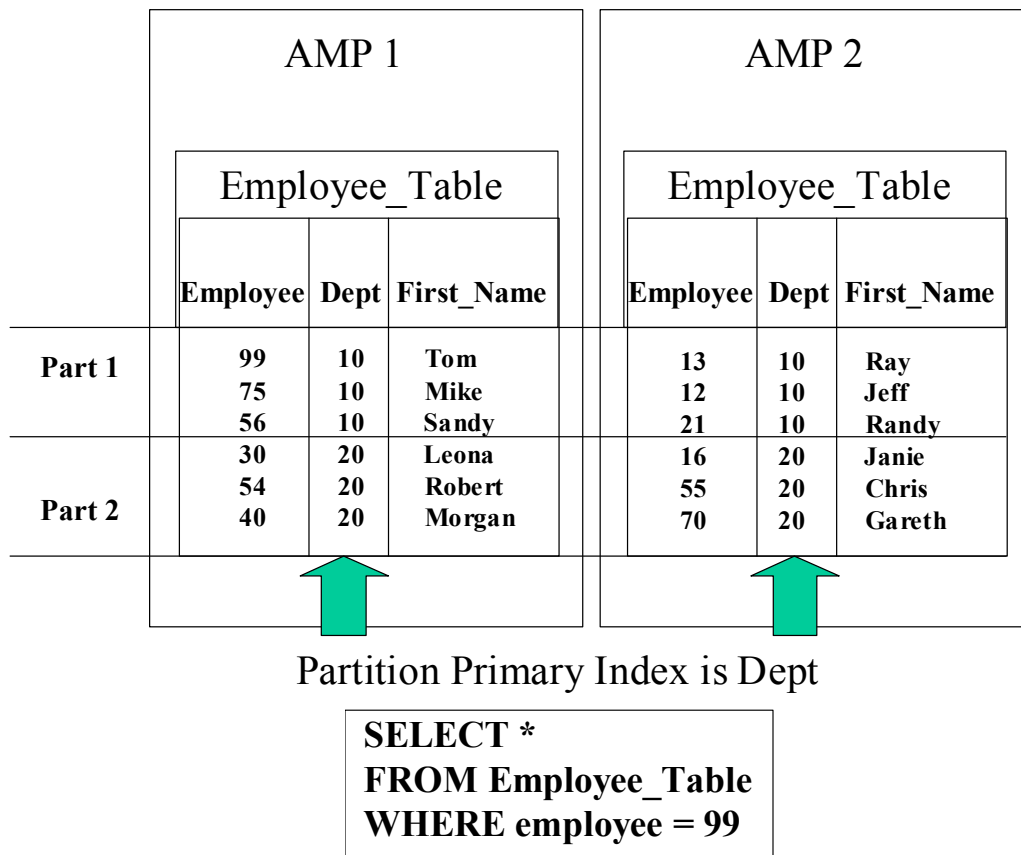 AMP 1 AMP 2
Employee_Table Employee_Table
Employee Dept First_Name Employee Dept First_Name
Part 1 99 10 Tom 13 10 Ray
75 10 Mike 12 10 Jeff
56 10 Sandy 21 10 Randy
30 20 Leona 16 20 Janie
Part 2 54 20 Robert 55 20 Chris
40 20 Morgan 70 20 Gareth
Partition Primary Index is Dept
SELECT *
FROM Employee_Table
WHERE employee = 99